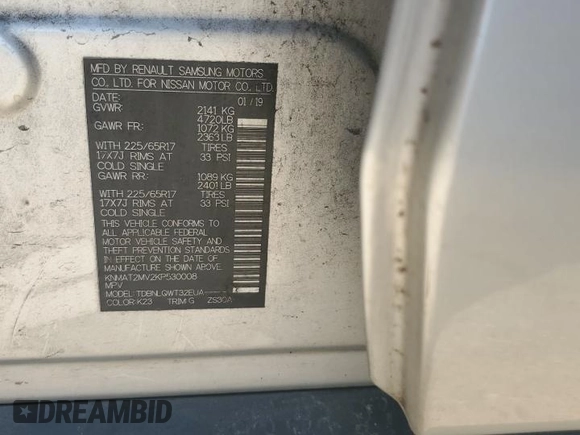 MFD BY RENAULT SAMSUNG MOTORS
CO., LTD. FOR NISSAN MOTOR CO., LTD.
DATE: 01/19
GVWR: 2141 KG
4720LB
GAWR FR: 1072 KG
2363LB
WITH 225/65R17 TIRES
17X7J RIMS AT 33 PSI
COLD SINGLE
GAWR RR: 1089 KG
2401LB
WITH 225/65R17 TIRES
17X7J RIMS AT 33 PSI
COLD SINGLE
THIS VEHICLE CONFORMS TO
ALL APPLICABLE FEDERAL
MOTOR VEHICLE SAFETY AND
THEFT PREVENTION STANDARDS
IN EFFECT ON THE DATE OF
MANUFACTURE SHOWN ABOVE.
KNMAT2MV2KP530008
MPV
MODEL: TDBNLGWT32EUA
COLOR:K23 TRIM:G
DREAMBID